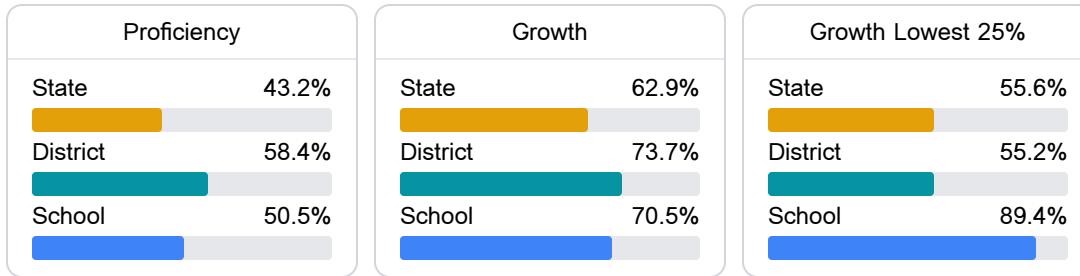 Proficiency
State 43.2%
District 58.4%
School 50.5%
Growth
State 62.9%
District 73.7%
School 70.5%
Growth Lowest 25%
State 55.6%
District 55.2%
School 89.4%